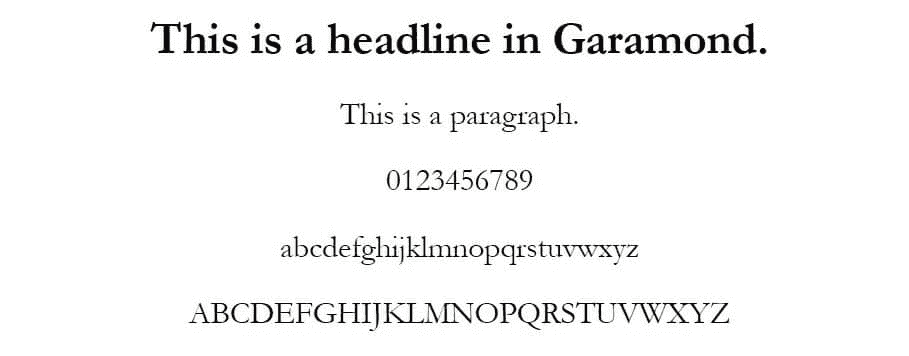 This is a headline in Garamond.
This is a paragraph.
0123456789
abcdefghijklmnopqrstuvwxyz
ABCDEFGHIJKLMNOPQRSTUVWXYZ